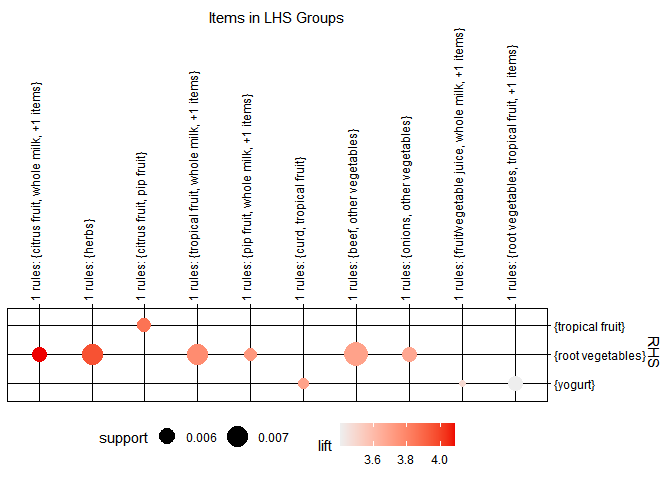 Items in LHS Groups
1 rules: {citrus fruit, whole milk, +1 items}
1 rules: {herbs}
1 rules: {citrus fruit, pip fruit}
1 rules: {tropical fruit, whole milk, +1 items}
1 rules: {pip fruit, whole milk, +1 items}
1 rules: {curd, tropical fruit}
1 rules: {beef, other vegetables}
1 rules: {onions, other vegetables}
1 rules: {fruit/vegetable juice, whole milk, +1 items}
1 rules: {root vegetables, tropical fruit, +1 items}
{tropical fruit}
{root vegetables}
{yogurt}
RHS
support 0.006 0.007
lift
3.6 3.8 4.0